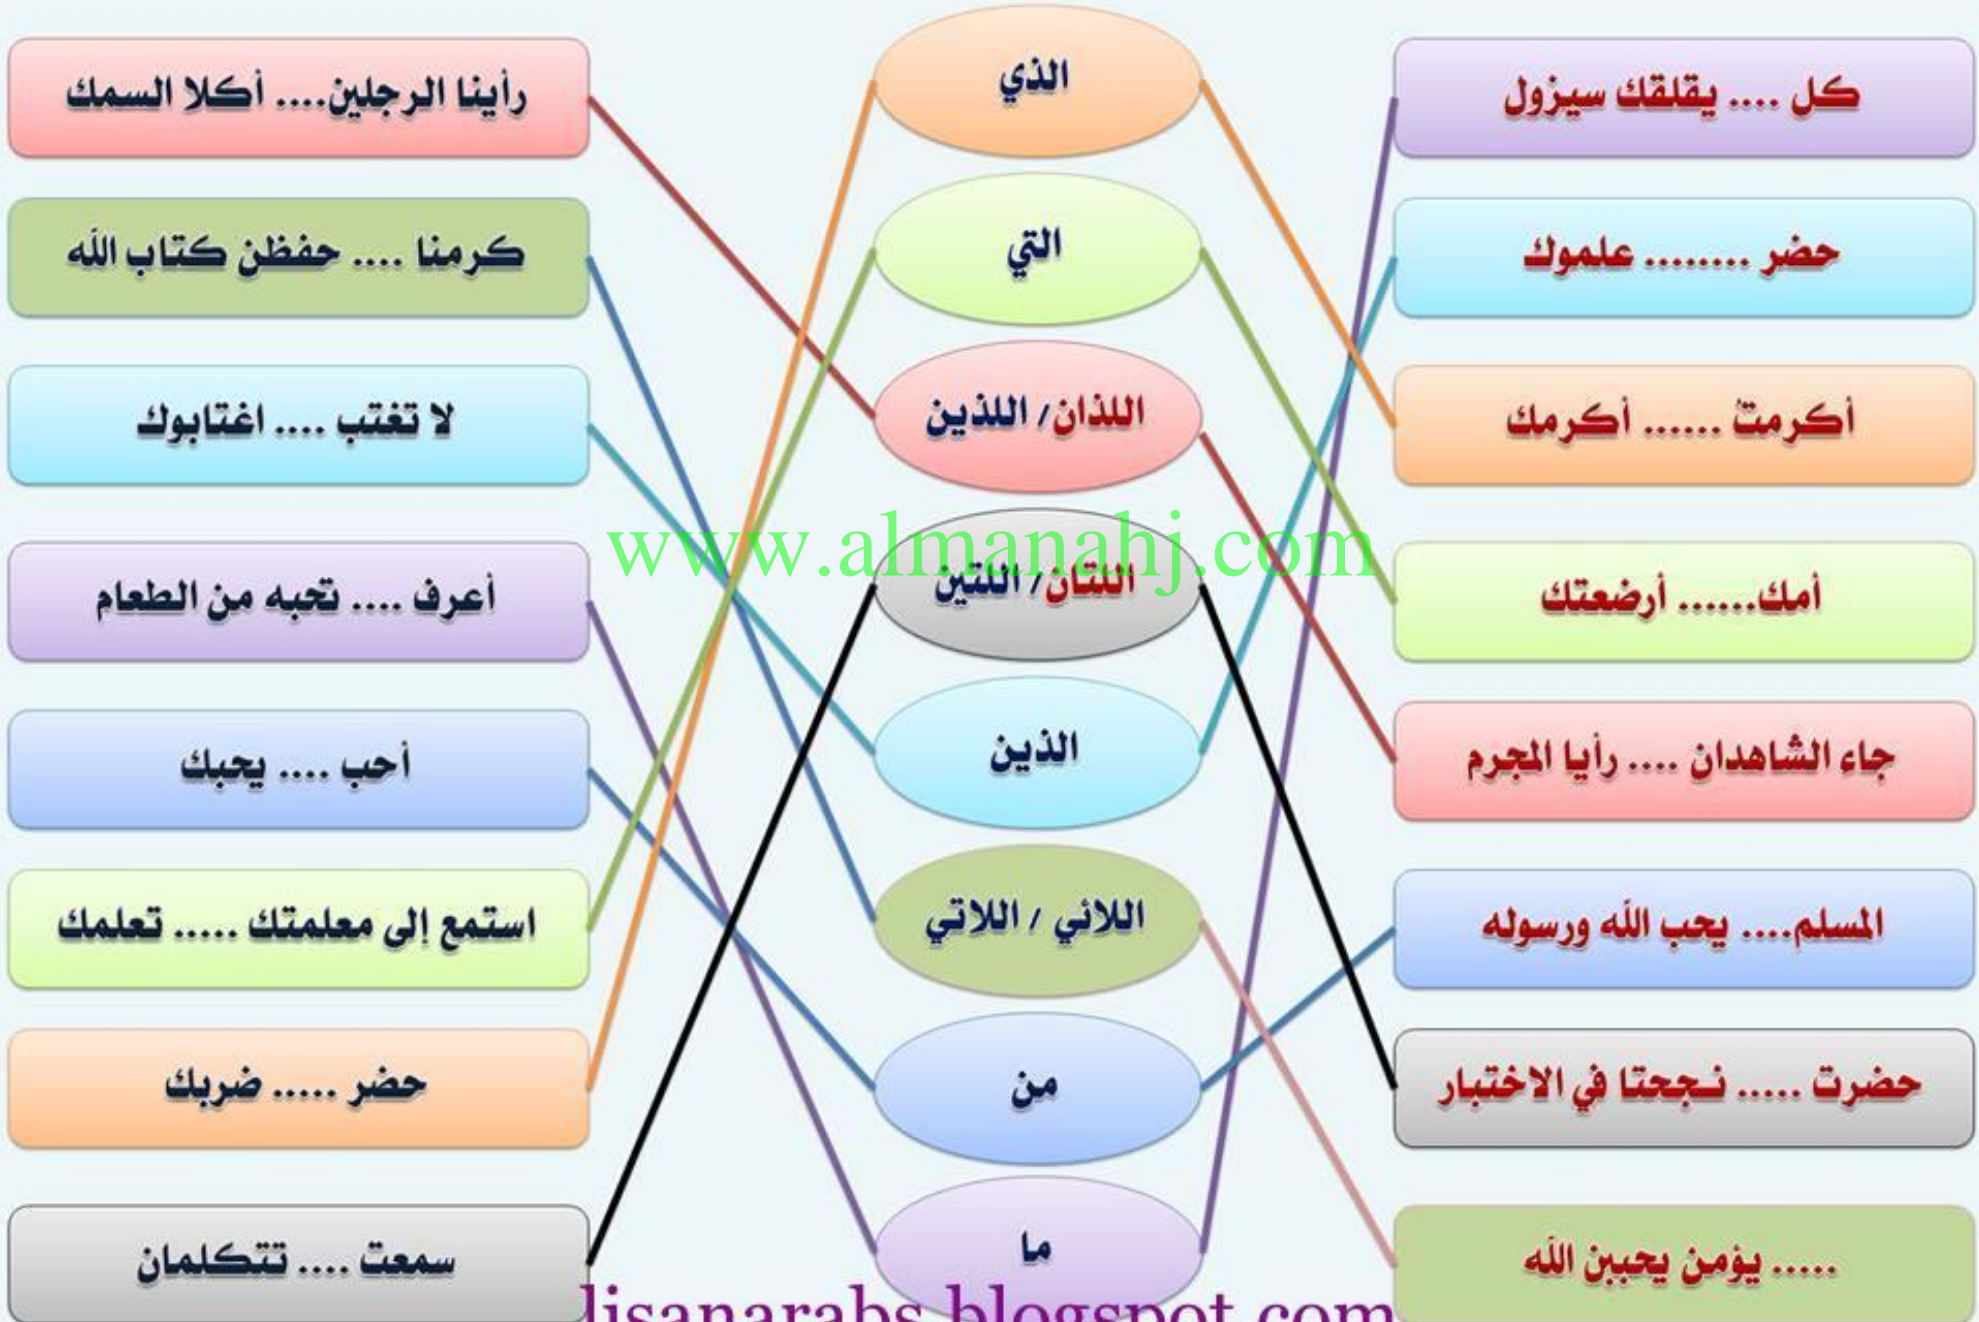 كل .... يقلقك سيزول
حضر ........ علموك
أكرمتُ ...... أكرمك
أمك...... أرضعتك
جاء الشاهدان .... رأيا المجرم
المسلم.... يحب الله ورسوله
حضرت ..... نجحتا في الاختبار
..... يؤمن يحببن الله
الذي
التي
اللذان/ اللذين
اللتان/ اللتين
الذين
اللائي / اللاتي
من
ما
رأينا الرجلين.... أكلا السمك
كرمنا .... حفظن كتاب الله
لا تغتب .... اغتابوك
أعرف .... تحبه من الطعام
أحب .... يحبك
استمع إلى معلمتك ..... تعلمك
حضر ..... ضربك
سمعت .... تتكلمان
www.almanahj.com
lisanarabs.blogspot.com